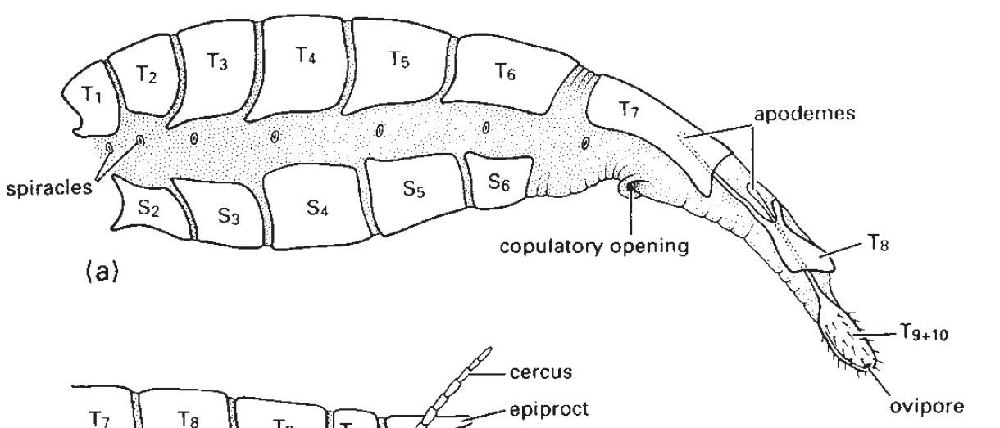 T1 T2 T3 T4 T5 T6 T7
apodemes
spiracles
S2 S3 S4 S5 S6
copulatory opening
T8
(a)
T9+10
ovipore
cercus
epiproct
T7 T8